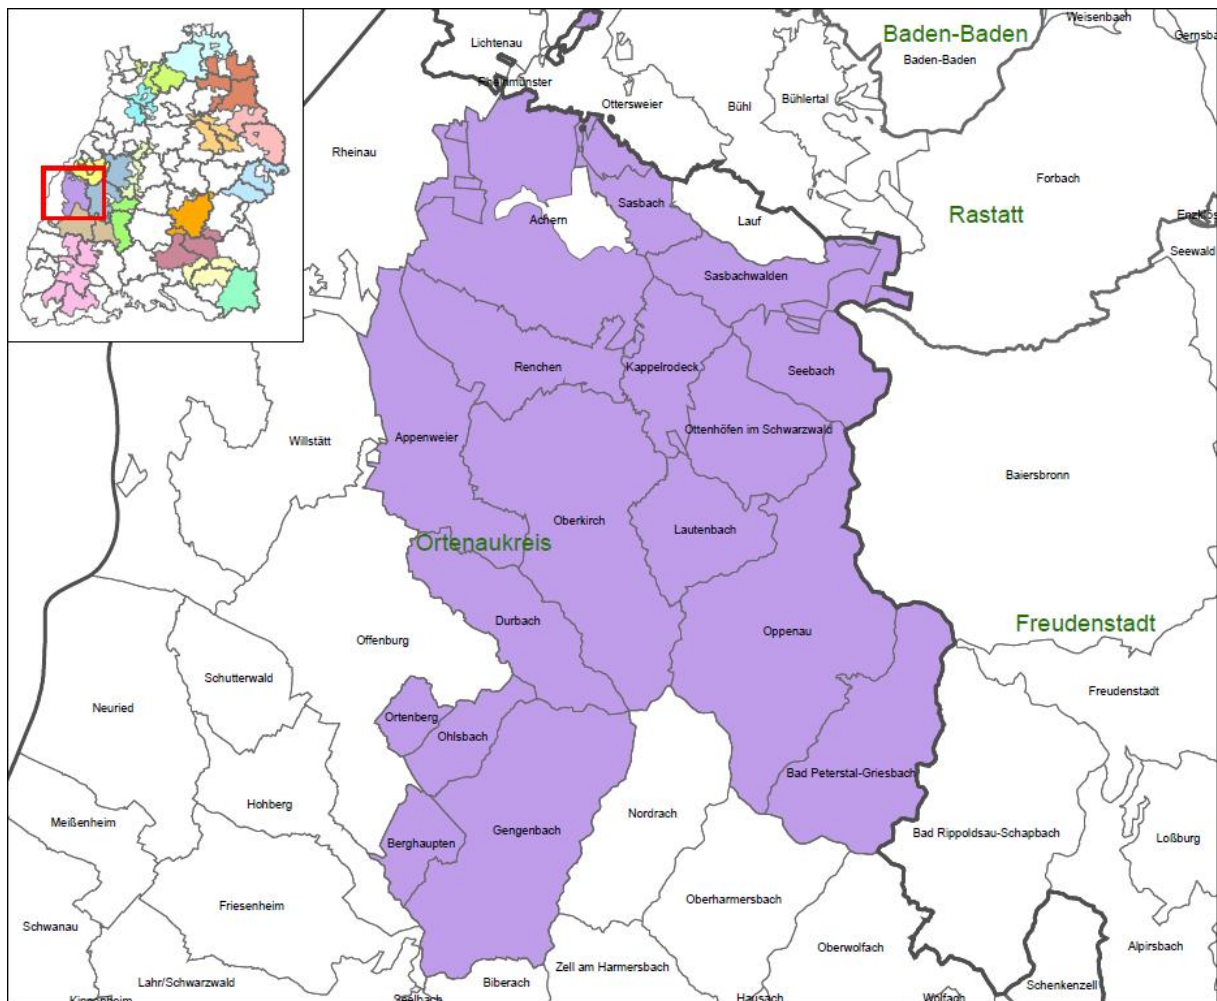 Lichtenau
Baden-Baden
Weisenbach
Baden-Baden
Rheinmünster
Ottersweier
Bühl
Bühlertal
Rheinau
Forbach
Achern
Sasbach
Lauf
Rastatt
Seewald
Sasbachwalden
Renchen
Kappelrodeck
Seebach
Willstätt
Appenweier
Ottenhöfen im Schwarzwald
Baiersbronn
Oberkirch
Lautenbach
Ortenaukreis
Durbach
Oppenau
Freudenstadt
Offenburg
Schutterwald
Freudenstadt
Neuried
Ortenberg
Ohlsbach
Bad Peterstal-Griesbach
Hohberg
Nordrach
Meißenheim
Gengenbach
Bad Rippoldsau-Schapbach
Loßburg
Berghaupten
Friesenheim
Oberharmersbach
Schwanau
Oberwolfach
Alpirsbach
Zell am Harmersbach
Lahr/Schwarzwald
Biberach
Schenkenzell
Hausach
Wolfach
Seelbach